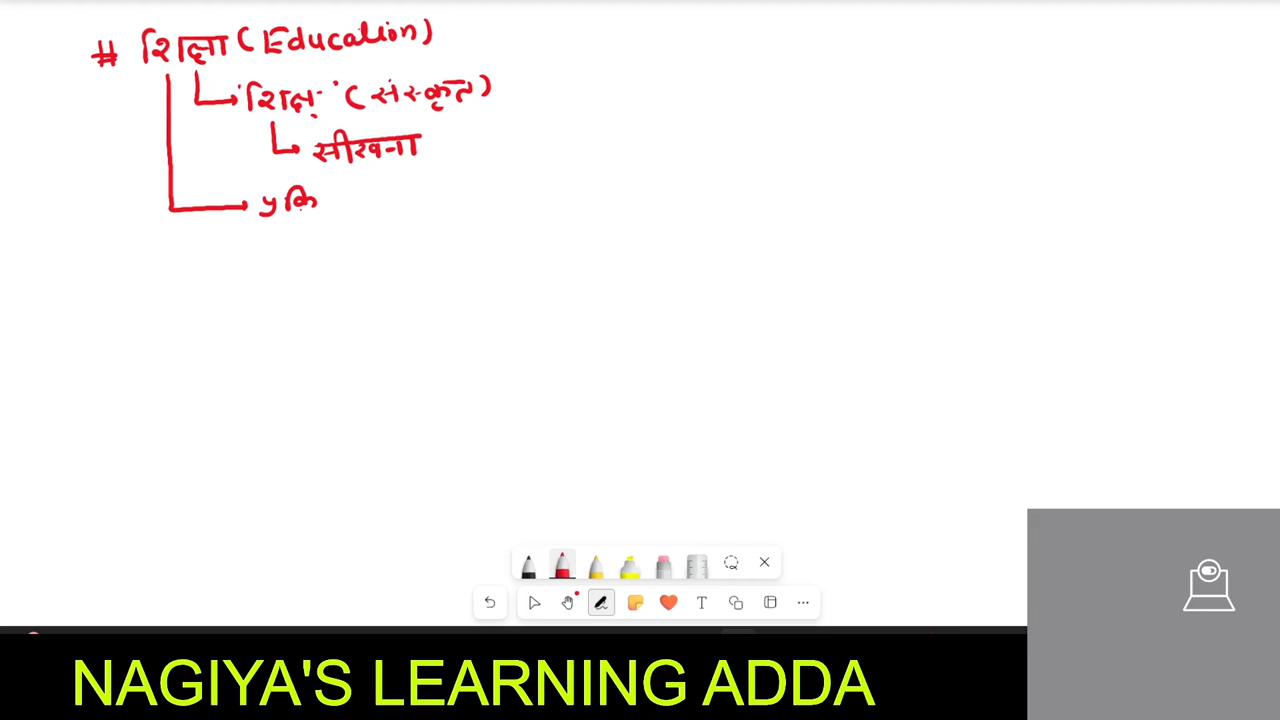 # शिक्षा (Education)
'शिक्ष्' (संस्कृत)
सीखना
NAGIYA'S LEARNING ADDA